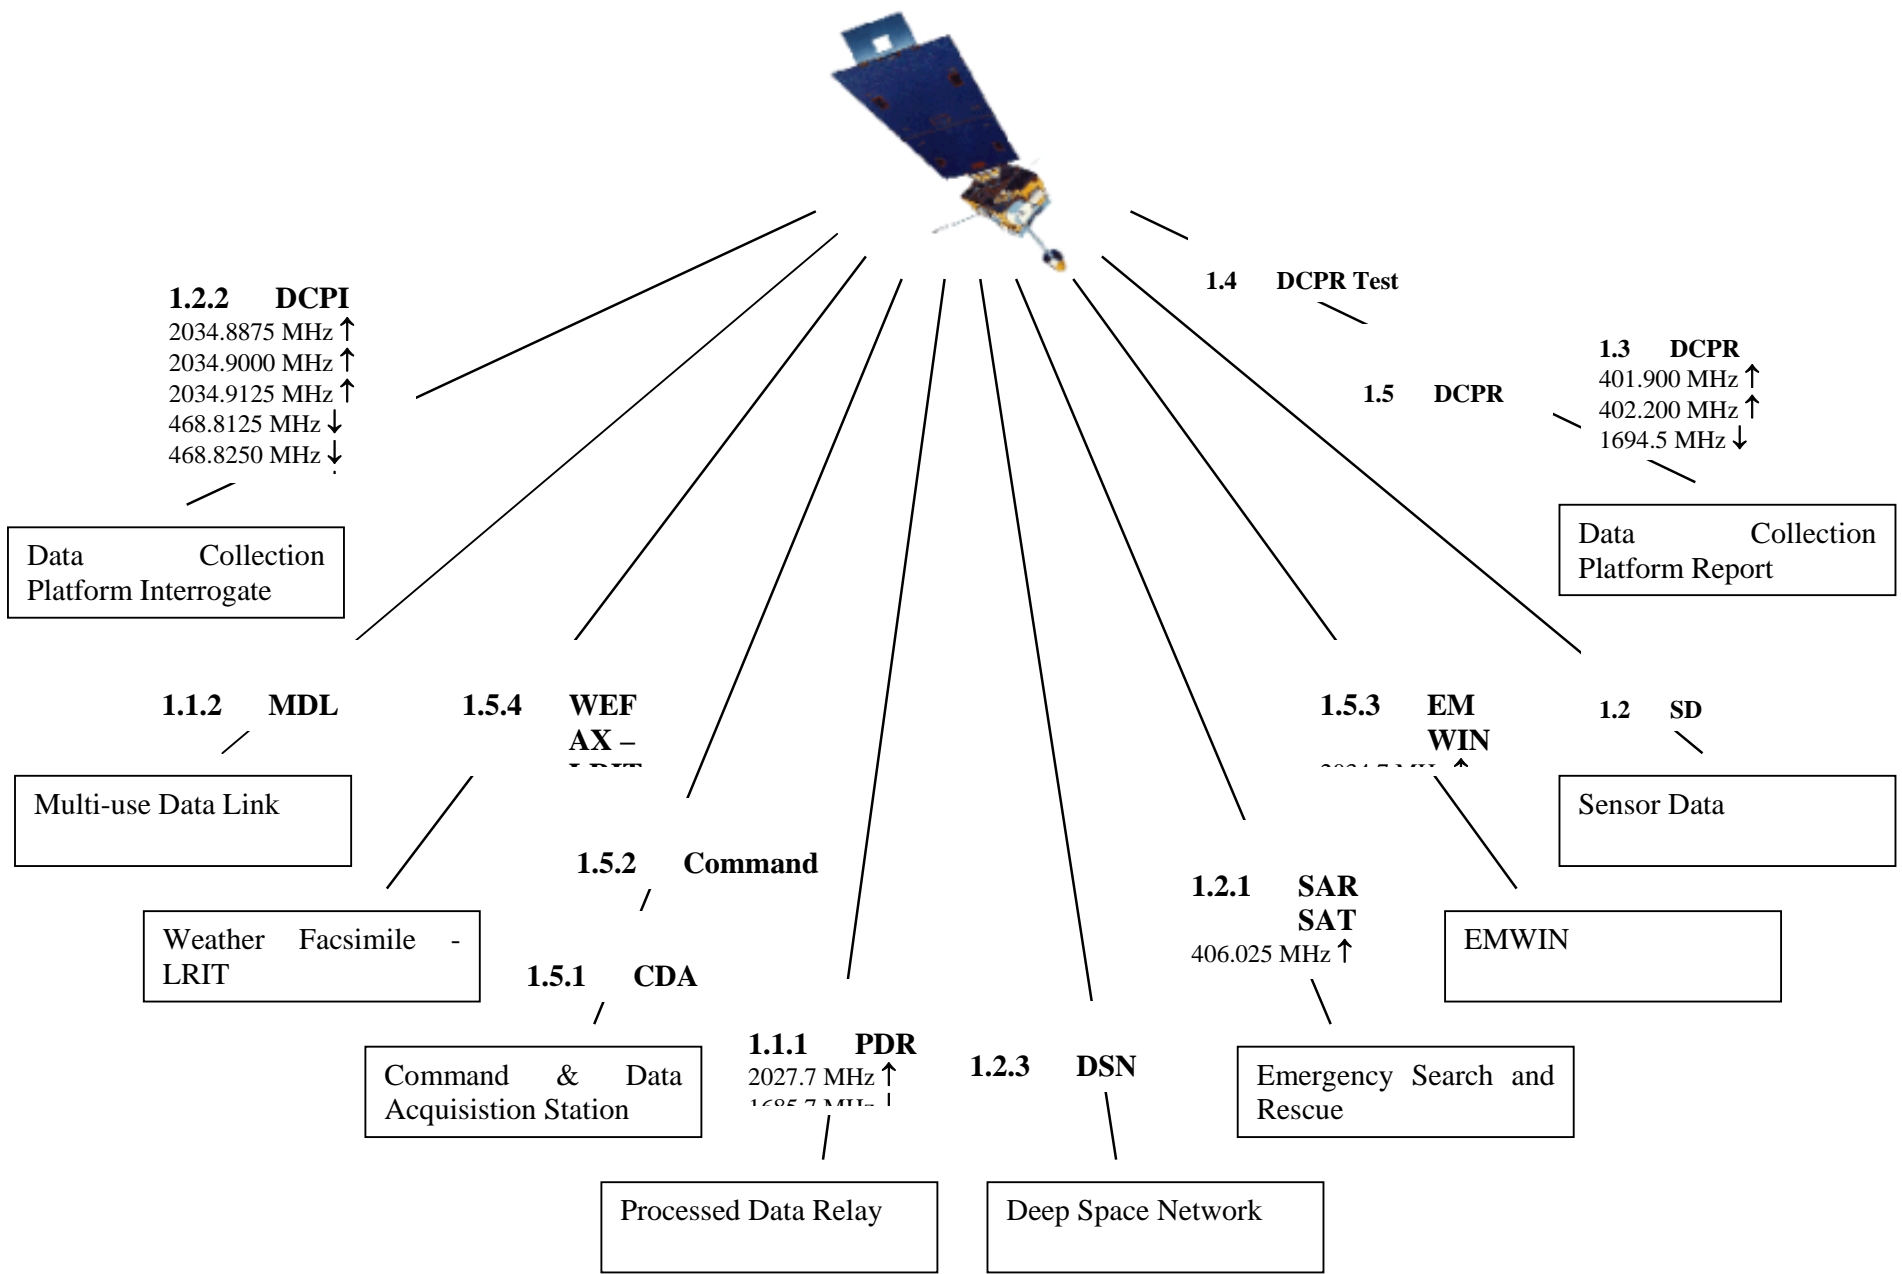 1.4 DCPR Test
1.2.2 DCPI
2034.8875 MHz ↑
2034.9000 MHz ↑
2034.9125 MHz ↑
468.8125 MHz ↓
468.8250 MHz ↓
1.3 DCPR
401.900 MHz ↑
402.200 MHz ↑
1694.5 MHz ↓
1.5 DCPR
Data Collection
Platform Interrogate
Data Collection
Platform Report
1.1.2 MDL
1.5.4 WEF
AX –
1.5.3 EM
WIN
1.2 SD
Multi-use Data Link
Sensor Data
1.5.2 Command
1.2.1 SAR
SAT
406.025 MHz ↑
Weather Facsimile -
LRIT
EMWIN
1.5.1 CDA
Command & Data
Acquisistion Station
1.1.1 PDR
2027.7 MHz ↑
1685.7 MHz ↓
1.2.3 DSN
Emergency Search and
Rescue
Processed Data Relay
Deep Space Network